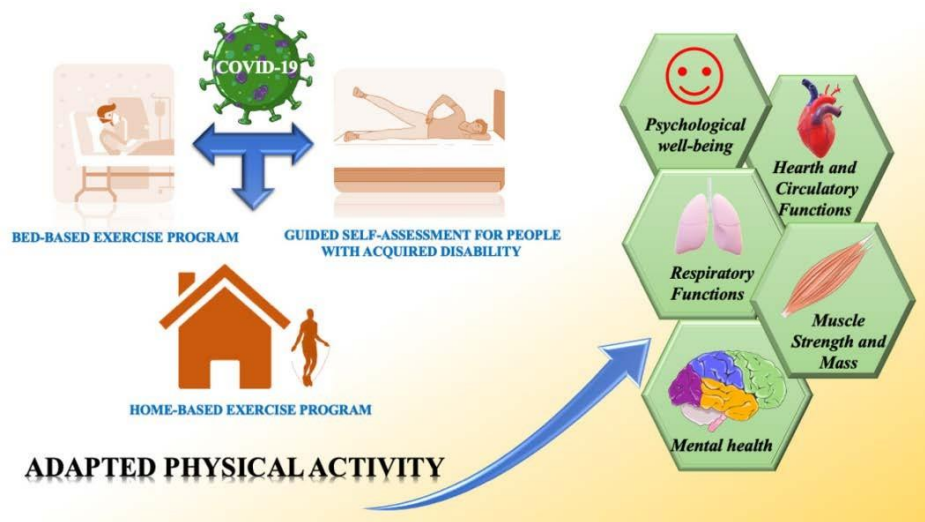 COVID-19
BED-BASED EXERCISE PROGRAM
GUIDED SELF-ASSESSMENT FOR PEOPLE
WITH ACQUIRED DISABILITY
HOME-BASED EXERCISE PROGRAM
ADAPTED PHYSICAL ACTIVITY
Psychological
well-being
Hearth and
Circulatory
Functions
Respiratory
Functions
Muscle
Strength and
Mass
Mental health